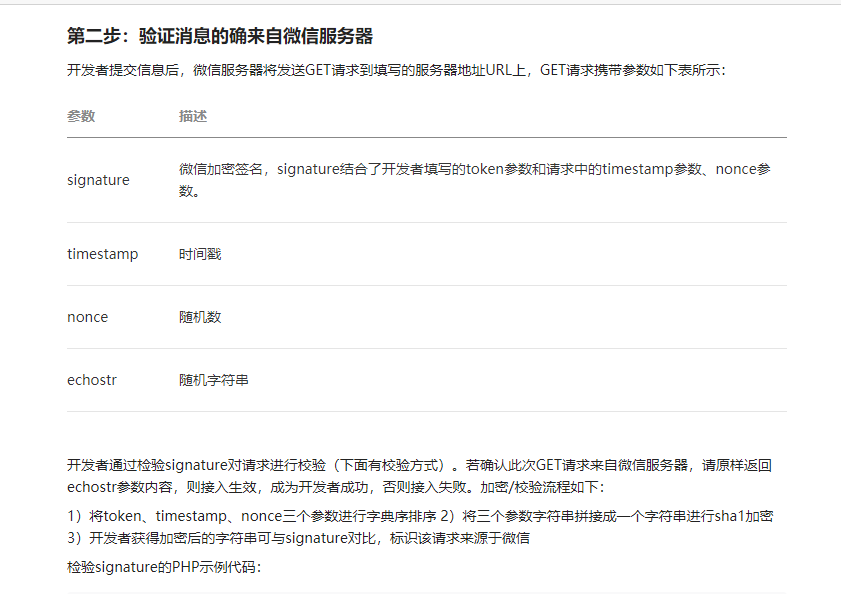 第二步：验证消息的确来自微信服务器
开发者提交信息后，微信服务器将发送GET请求到填写的服务器地址URL上，GET请求携带参数如下表所示：
参数 描述
signature 微信加密签名，signature结合了开发者填写的token参数和请求中的timestamp参数、nonce参
数。
timestamp 时间戳
nonce 随机数
echostr 随机字符串
开发者通过检验signature对请求进行校验（下面有校验方式）。若确认此次GET请求来自微信服务器，请原样返回
echostr参数内容，则接入生效，成为开发者成功，否则接入失败。加密/校验流程如下：
1）将token、timestamp、nonce三个参数进行字典序排序 2）将三个参数字符串拼接成一个字符串进行sha1加密
3）开发者获得加密后的字符串可与signature对比，标识该请求来源于微信
检验signature的PHP示例代码：